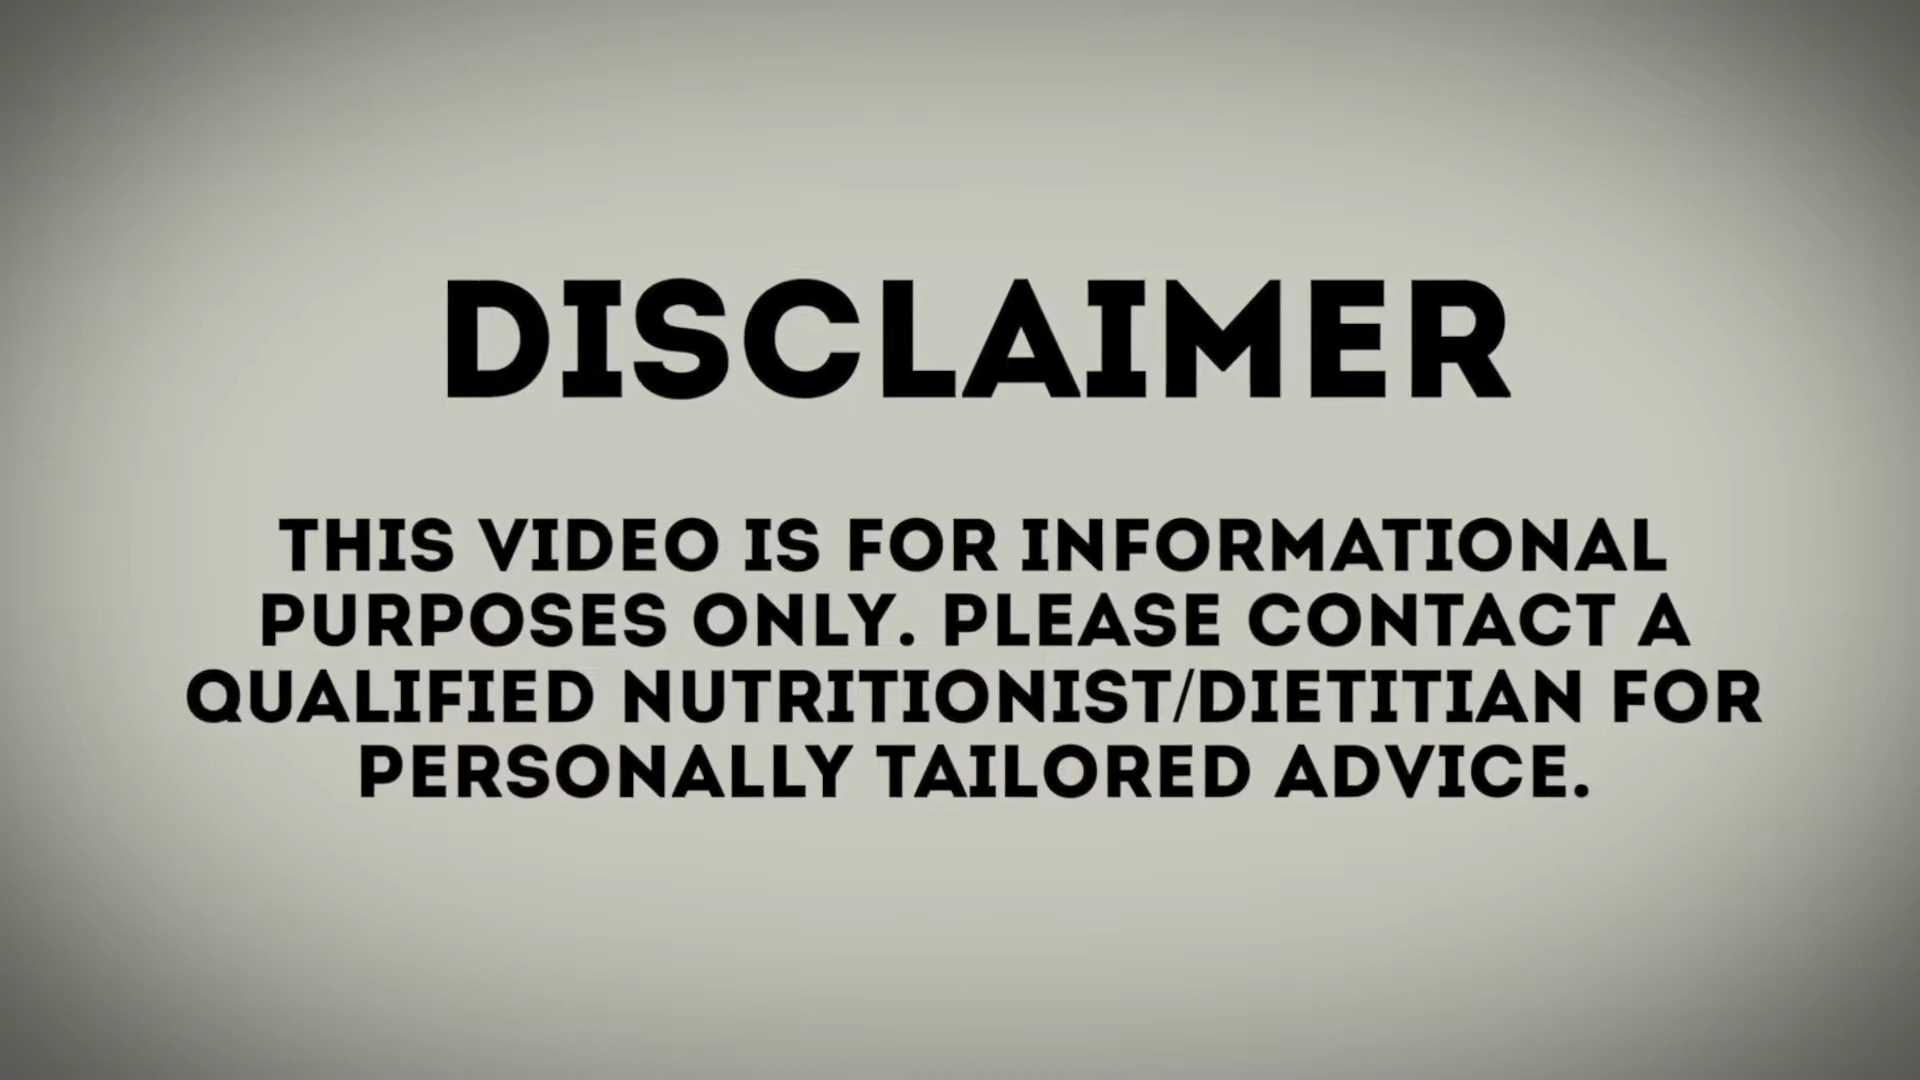 DISCLAIMER
THIS VIDEO IS FOR INFORMATIONAL
PURPOSES ONLY. PLEASE CONTACT A
QUALIFIED NUTRITIONIST/DIETITIAN FOR
PERSONALLY TAILORED ADVICE.